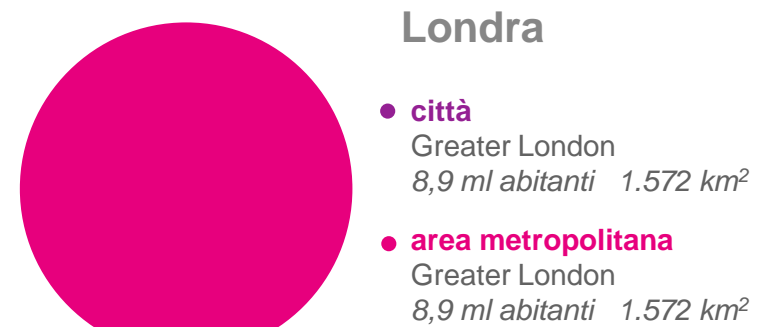 Londra
città
Greater London
8,9 ml abitanti 1.572 km²
area metropolitana
Greater London
8,9 ml abitanti 1.572 km²